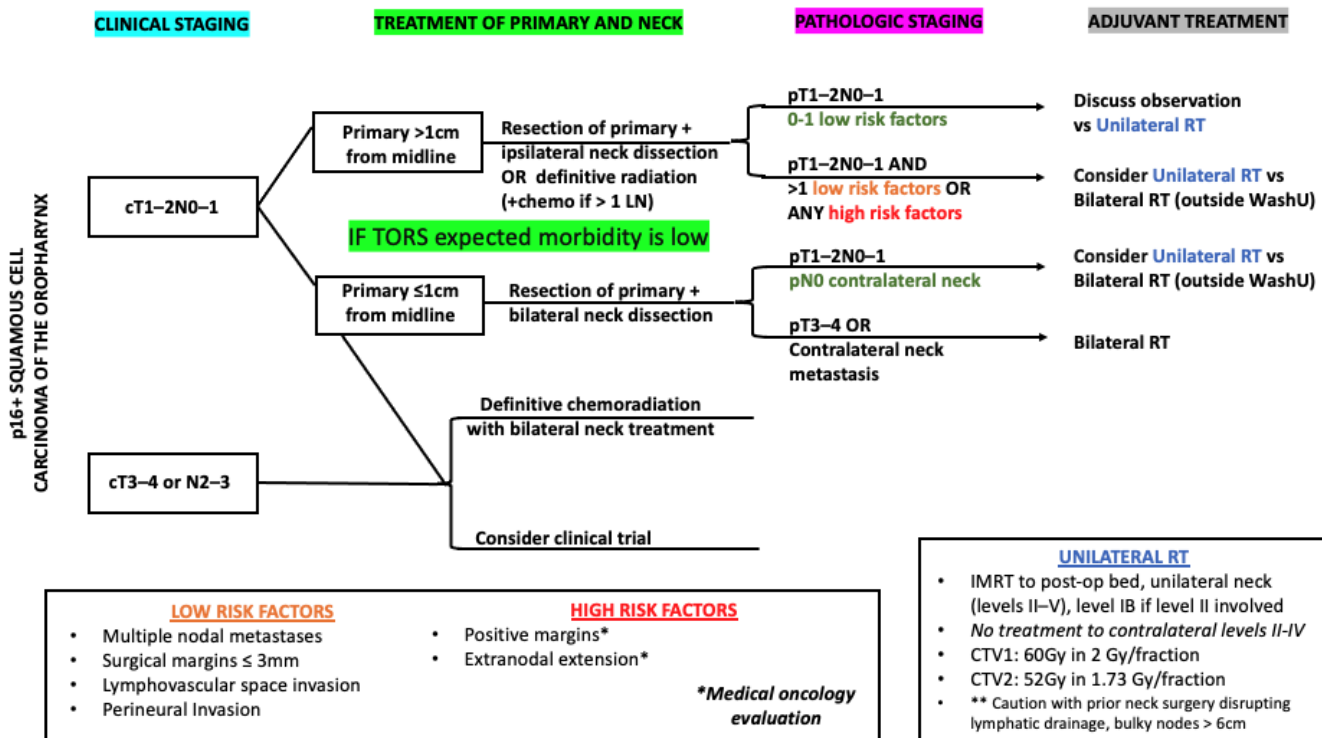 CLINICAL STAGING
TREATMENT OF PRIMARY AND NECK
PATHOLOGIC STAGING
ADJUVANT TREATMENT
p16+ SQUAMOUS CELL
CARCINOMA OF THE OROPHARYNX
cT1–2N0–1
Primary >1cm
from midline
Resection of primary +
ipsilateral neck dissection
OR definitive radiation
(+chemo if > 1 LN)
pT1–2N0–1
0-1 low risk factors
Discuss observation
vs Unilateral RT
pT1–2N0–1 AND
>1 low risk factors OR
ANY high risk factors
Consider Unilateral RT vs
Bilateral RT (outside WashU)
IF TORS expected morbidity is low
Primary ≤1cm
from midline
Resection of primary +
bilateral neck dissection
pT1–2N0–1
pN0 contralateral neck
Consider Unilateral RT vs
Bilateral RT (outside WashU)
pT3–4 OR
Contralateral neck
metastasis
Bilateral RT
cT3–4 or N2–3
Definitive chemoradiation
with bilateral neck treatment
Consider clinical trial
LOW RISK FACTORS
• Multiple nodal metastases
• Surgical margins ≤ 3mm
• Lymphovascular space invasion
• Perineural Invasion
HIGH RISK FACTORS
• Positive margins*
• Extranodal extension*
*Medical oncology
evaluation
UNILATERAL RT
• IMRT to post-op bed, unilateral neck
(levels II–V), level IB if level II involved
• No treatment to contralateral levels II-IV
• CTV1: 60Gy in 2 Gy/fraction
• CTV2: 52Gy in 1.73 Gy/fraction
• ** Caution with prior neck surgery disrupting
lymphatic drainage, bulky nodes > 6cm